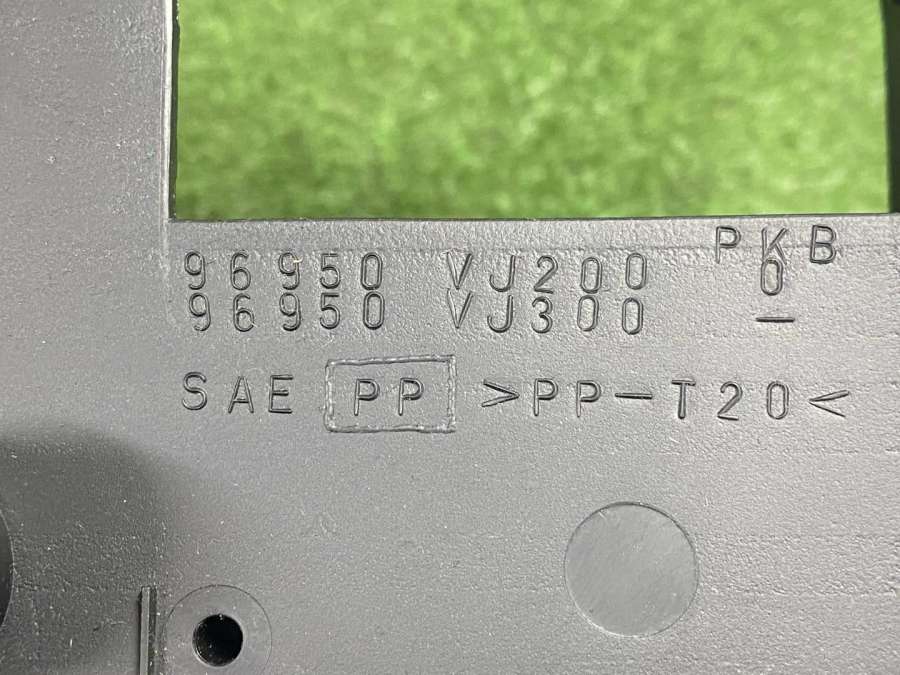 PKB
96950 VJ200 0
96950 VJ300 –
SAE PP >PP-T20<